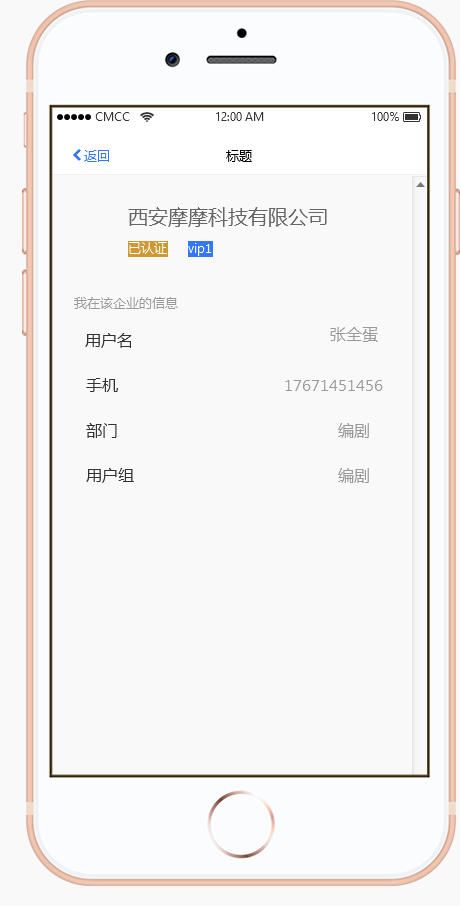 CMCC 12:00 AM 100%
返回 标题
西安摩摩科技有限公司
已认证 vip1
我在该企业的信息
用户名 张全蛋
手机 17671451456
部门 编剧
用户组 编剧